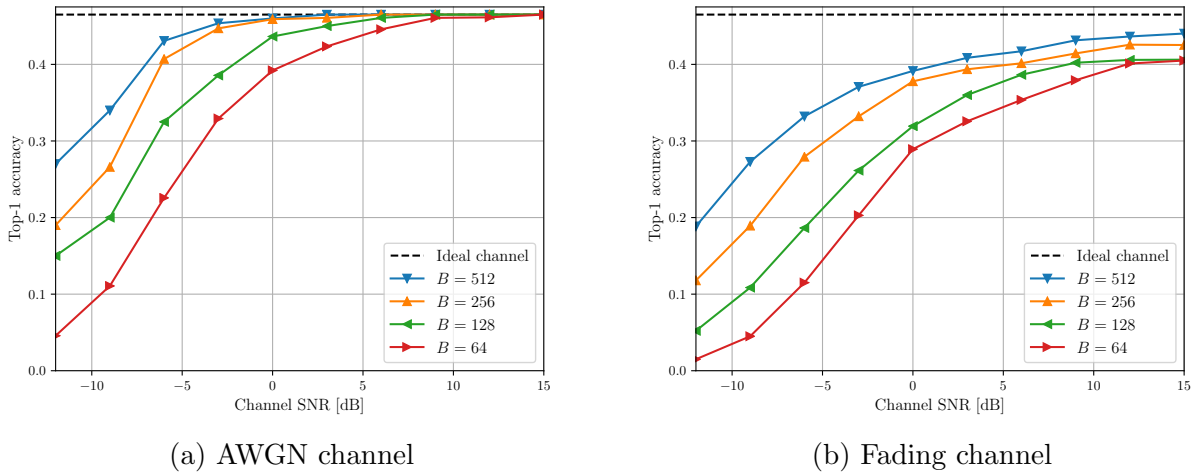 0.4
0.3
0.2
0.1
0.0
Top-1 accuracy
Ideal channel
B = 512
B = 256
B = 128
B = 64
−10
−5
0
5
10
15
Channel SNR [dB]
(a) AWGN channel
0.4
0.3
0.2
0.1
0.0
Top-1 accuracy
Ideal channel
B = 512
B = 256
B = 128
B = 64
−10
−5
0
5
10
15
Channel SNR [dB]
(b) Fading channel